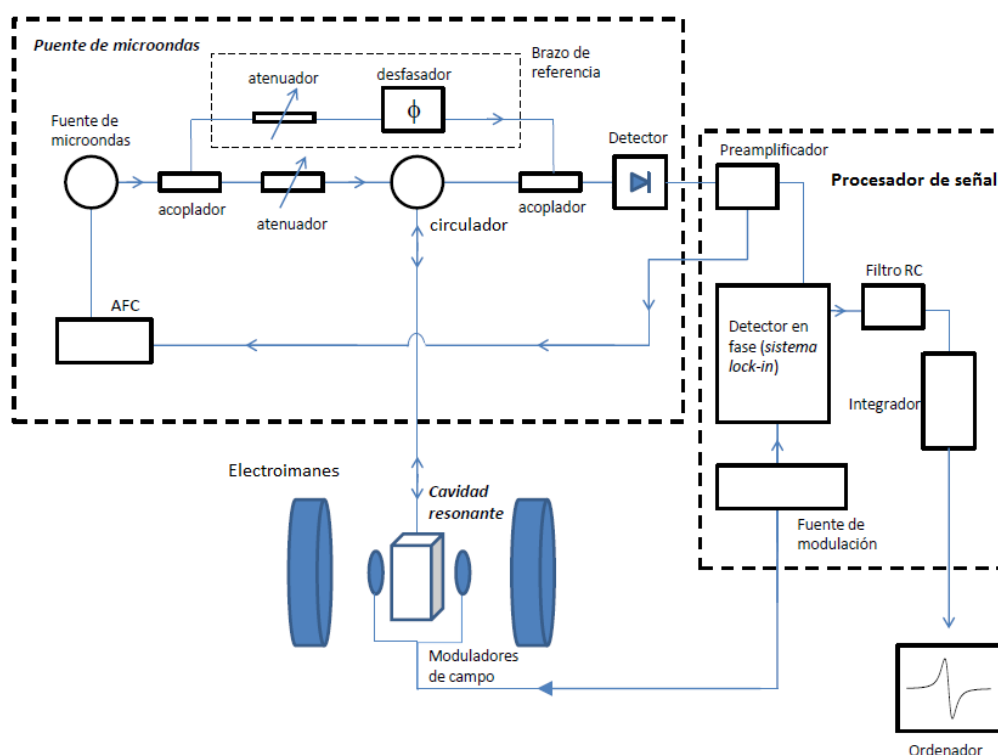 Puente de microondas
Brazo de
referencia
atenuador
desfasador
ϕ
Fuente de
microondas
Detector
acoplador
atenuador
circulador
acoplador
AFC
Preamplificador
Procesador de señal
Filtro RC
Detector en
fase (sistema
lock-in)
Integrador
Fuente de
modulación
Electroimanes
Cavidad
resonante
Moduladores
de campo
Ordenador